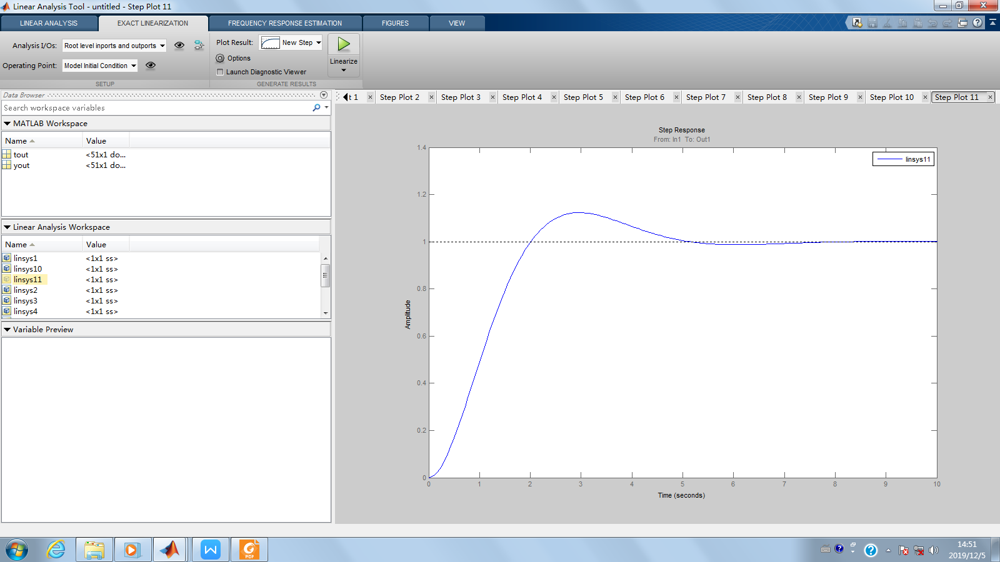 Linear Analysis Tool - untitled - Step Plot 11
LINEAR ANALYSIS
EXACT LINEARIZATION
FREQUENCY RESPONSE ESTIMATION
FIGURES
VIEW
Analysis I/Os:
Root level inports and outports
Operating Point:
Model Initial Condition
SETUP
Plot Result:
New Step
Options
Launch Diagnostic Viewer
GENERATE RESULTS
Linearize
Data Browser
Search workspace variables
MATLAB Workspace
Name Value
tout <51x1 do...
yout <51x1 do...
Linear Analysis Workspace
Name Value
linsys1 <1x1 ss>
linsys10 <1x1 ss>
linsys11 <1x1 ss>
linsys2 <1x1 ss>
linsys3 <1x1 ss>
linsys4 <1x1 ss>
Variable Preview
t 1
Step Plot 2
Step Plot 3
Step Plot 4
Step Plot 5
Step Plot 6
Step Plot 7
Step Plot 8
Step Plot 9
Step Plot 10
Step Plot 11
Step Response
From: In1 To: Out1
linsys11
1.4
1.2
1
0.8
0.6
0.4
0.2
0
Amplitude
0 1 2 3 4 5 6 7 8 9 10
Time (seconds)
W
PDF
14:51
2019/12/5